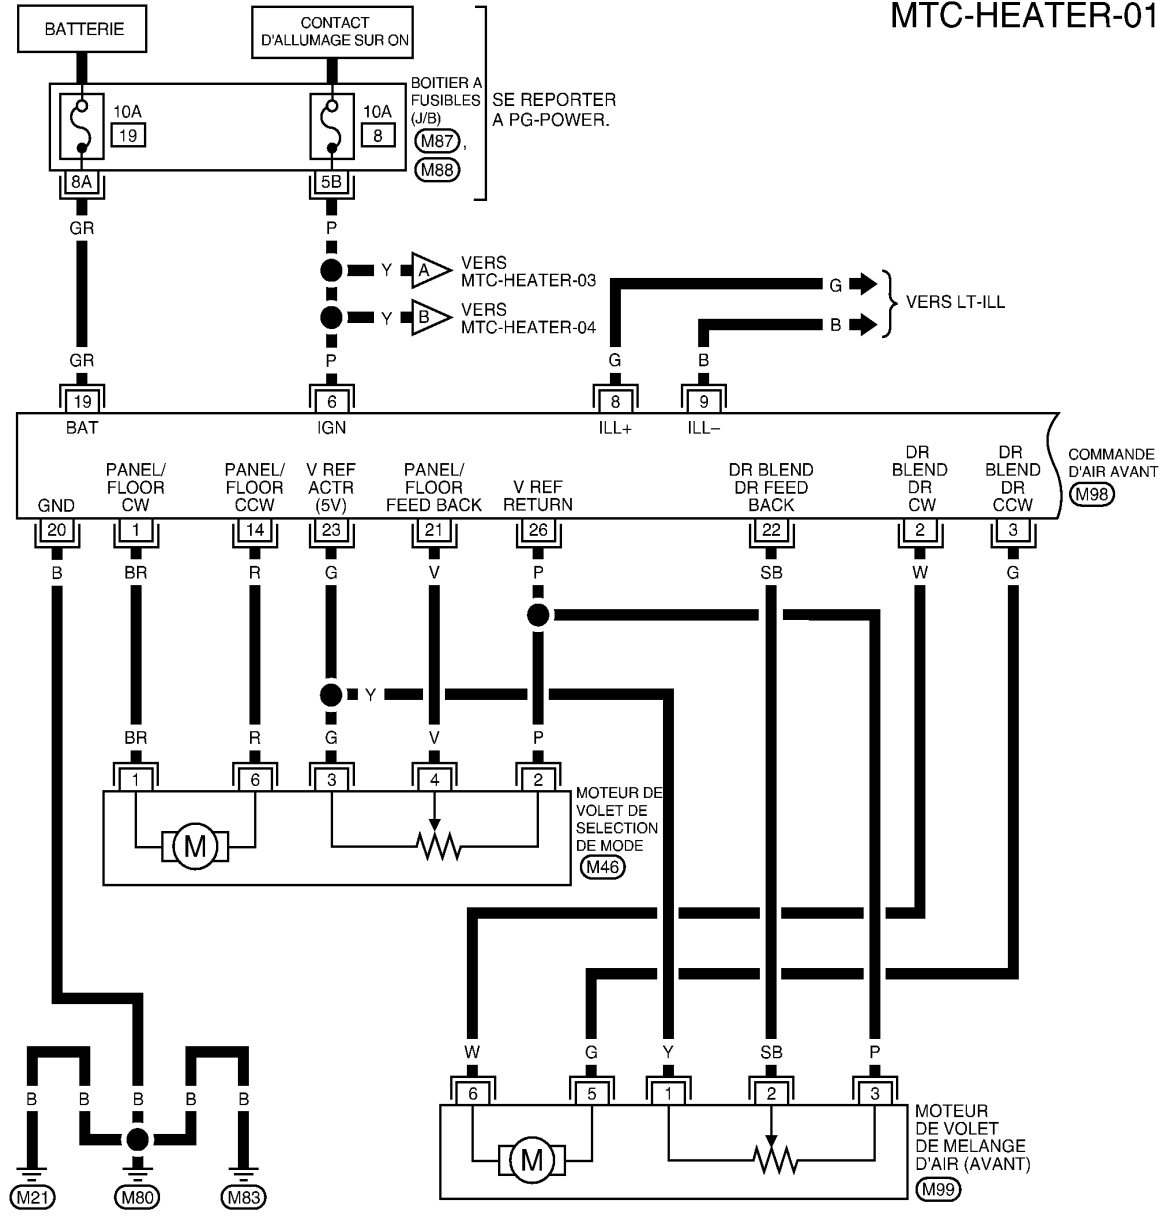 MTC-HEATER-01
BATTERIE
CONTACT
D'ALLUMAGE SUR ON
10A
19
10A
8
BOITIER A
FUSIBLES
(J/B)
M87,
M88
SE REPORTER
A PG-POWER.
8A
5B
GR
P
Y
A
VERS
MTC-HEATER-03
Y
B
VERS
MTC-HEATER-04
G
B
VERS LT-ILL
GR
P
G
B
19
6
8
9
BAT
IGN
ILL+
ILL–
COMMANDE
D'AIR AVANT
M98
GND
PANEL/
FLOOR
CW
PANEL/
FLOOR
CCW
V REF
ACTR
(5V)
PANEL/
FLOOR
FEED BACK
V REF
RETURN
DR BLEND
DR FEED
BACK
DR
BLEND
DR
CW
DR
BLEND
DR
CCW
20
1
14
23
21
26
22
2
3
B
BR
R
G
V
P
SB
W
G
Y
BR
R
G
V
P
1
6
3
4
2
M
MOTEUR DE
VOLET DE
SELECTION
DE MODE
M46
W
G
Y
SB
P
B
B
B
B
B
6
5
1
2
3
M
MOTEUR
DE VOLET
DE MELANGE
D'AIR (AVANT)
M99
M21
M80
M83